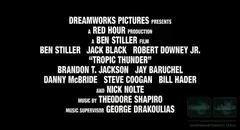 DREAMWORKS PICTURES PRESENTS
A RED HOUR PRODUCTION
A BEN STILLER FILM
BEN STILLER JACK BLACK ROBERT DOWNEY JR.
"TROPIC THUNDER"
BRANDON T. JACKSON JAY BARUCHEL
DANNY McBRIDE STEVE COOGAN BILL HADER
AND NICK NOLTE
MUSIC BY THEODORE SHAPIRO
MUSIC SUPERVISOR GEORGE DRAKOULIAS